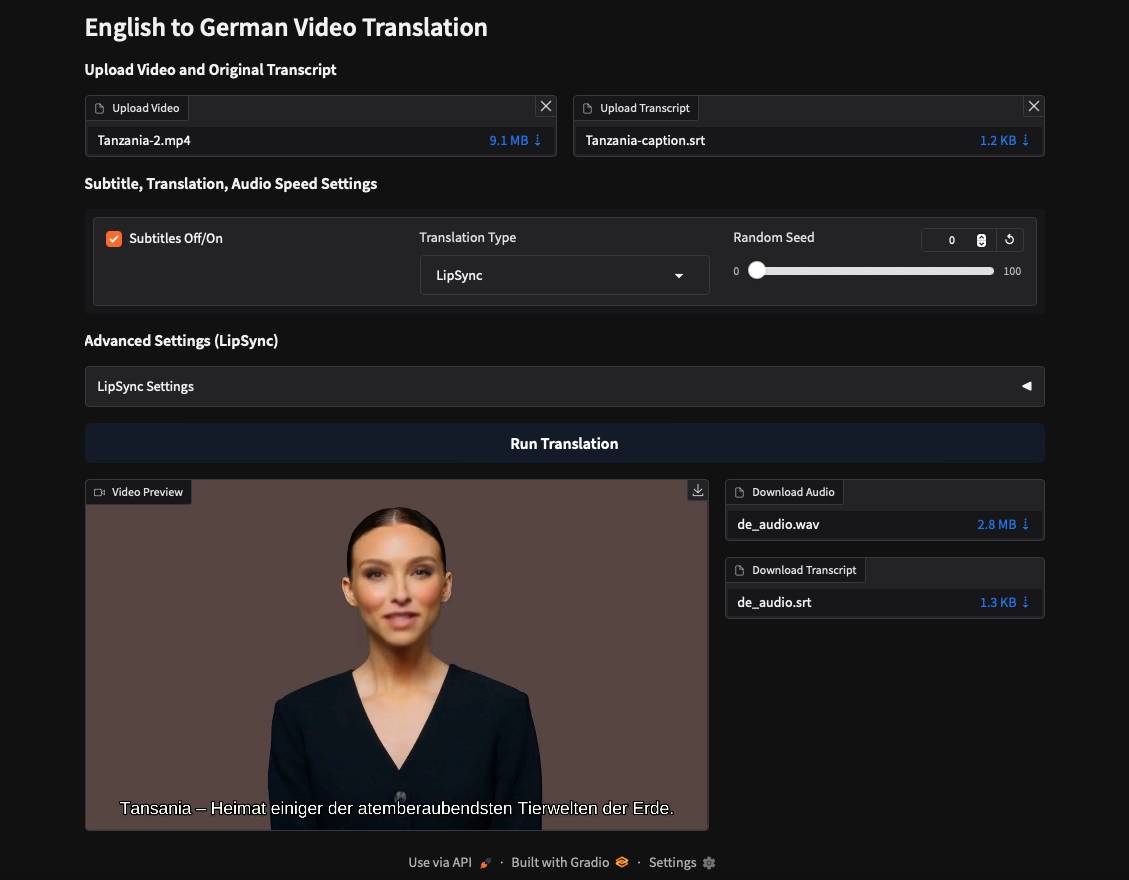 English to German Video Translation
Upload Video and Original Transcript
Upload Video
Upload Transcript
Tanzania-2.mp4 9.1 MB ⇣
Tanzania-caption.srt 1.2 KB ⇣
Subtitle, Translation, Audio Speed Settings
Subtitles Off/On
Translation Type
LipSync
Random Seed
0
0
100
Advanced Settings (LipSync)
LipSync Settings
Run Translation
Video Preview
Tansania – Heimat einiger der atemberaubendsten Tierwelten der Erde.
Download Audio
de_audio.wav 2.8 MB ⇣
Download Transcript
de_audio.srt 1.3 KB ⇣
Use via API · Built with Gradio · Settings